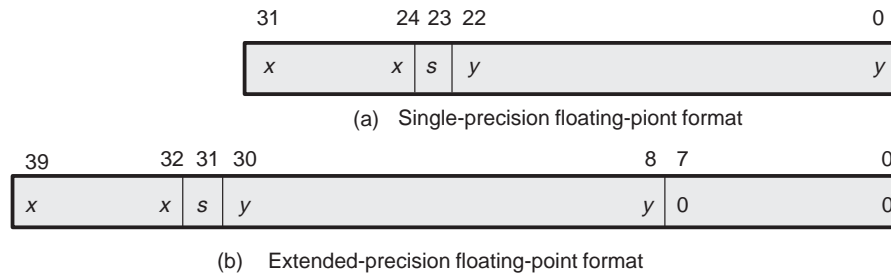 31 24 23 22 0
x x s y y
(a) Single-precision floating-piont format
39 32 31 30 8 7 0
x x s y y 0 0
(b) Extended-precision floating-point format